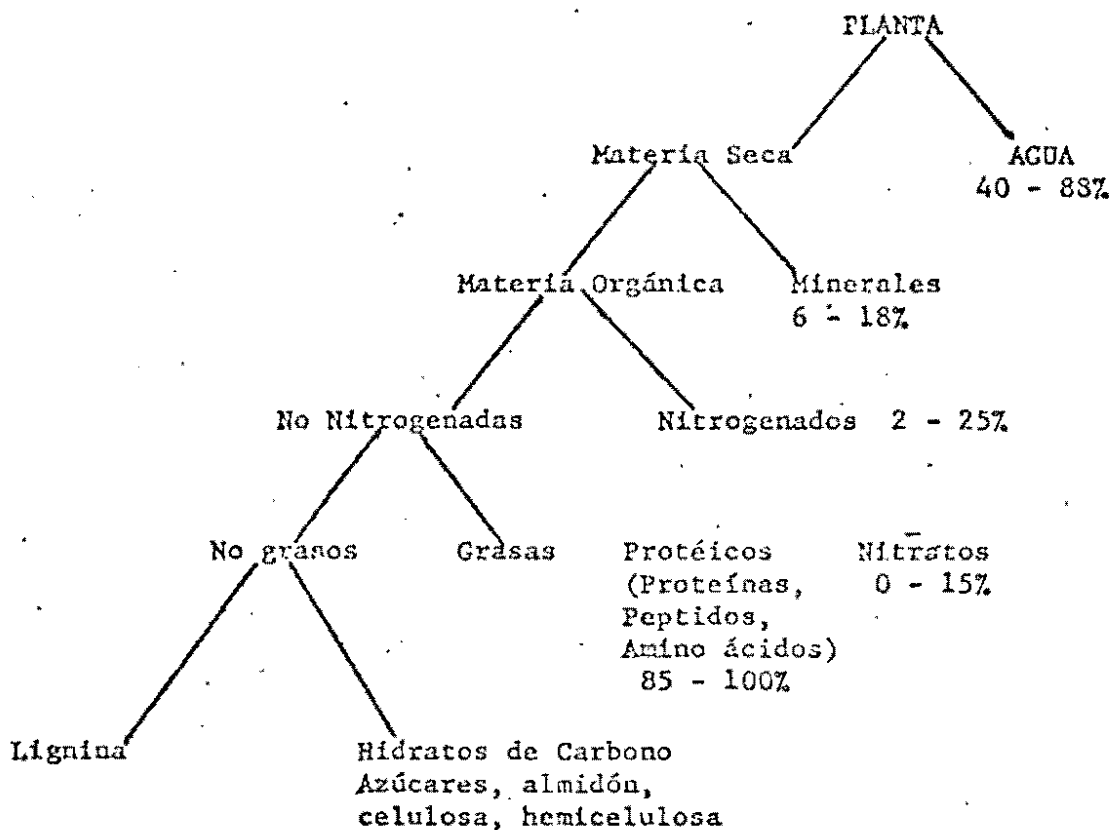 PLANTA
Materia Seca AGUA
40 - 88%
Materia Orgánica Minerales
6 - 18%
No Nitrogenadas Nitrogenados 2 - 25%
No grasos Grasas Protéicos Nitratos
(Proteínas, 0 - 15%
Peptidos,
Amino ácidos)
85 - 100%
Lignina Hidratos de Carbono
Azúcares, almidón,
celulosa, hemicelulosa